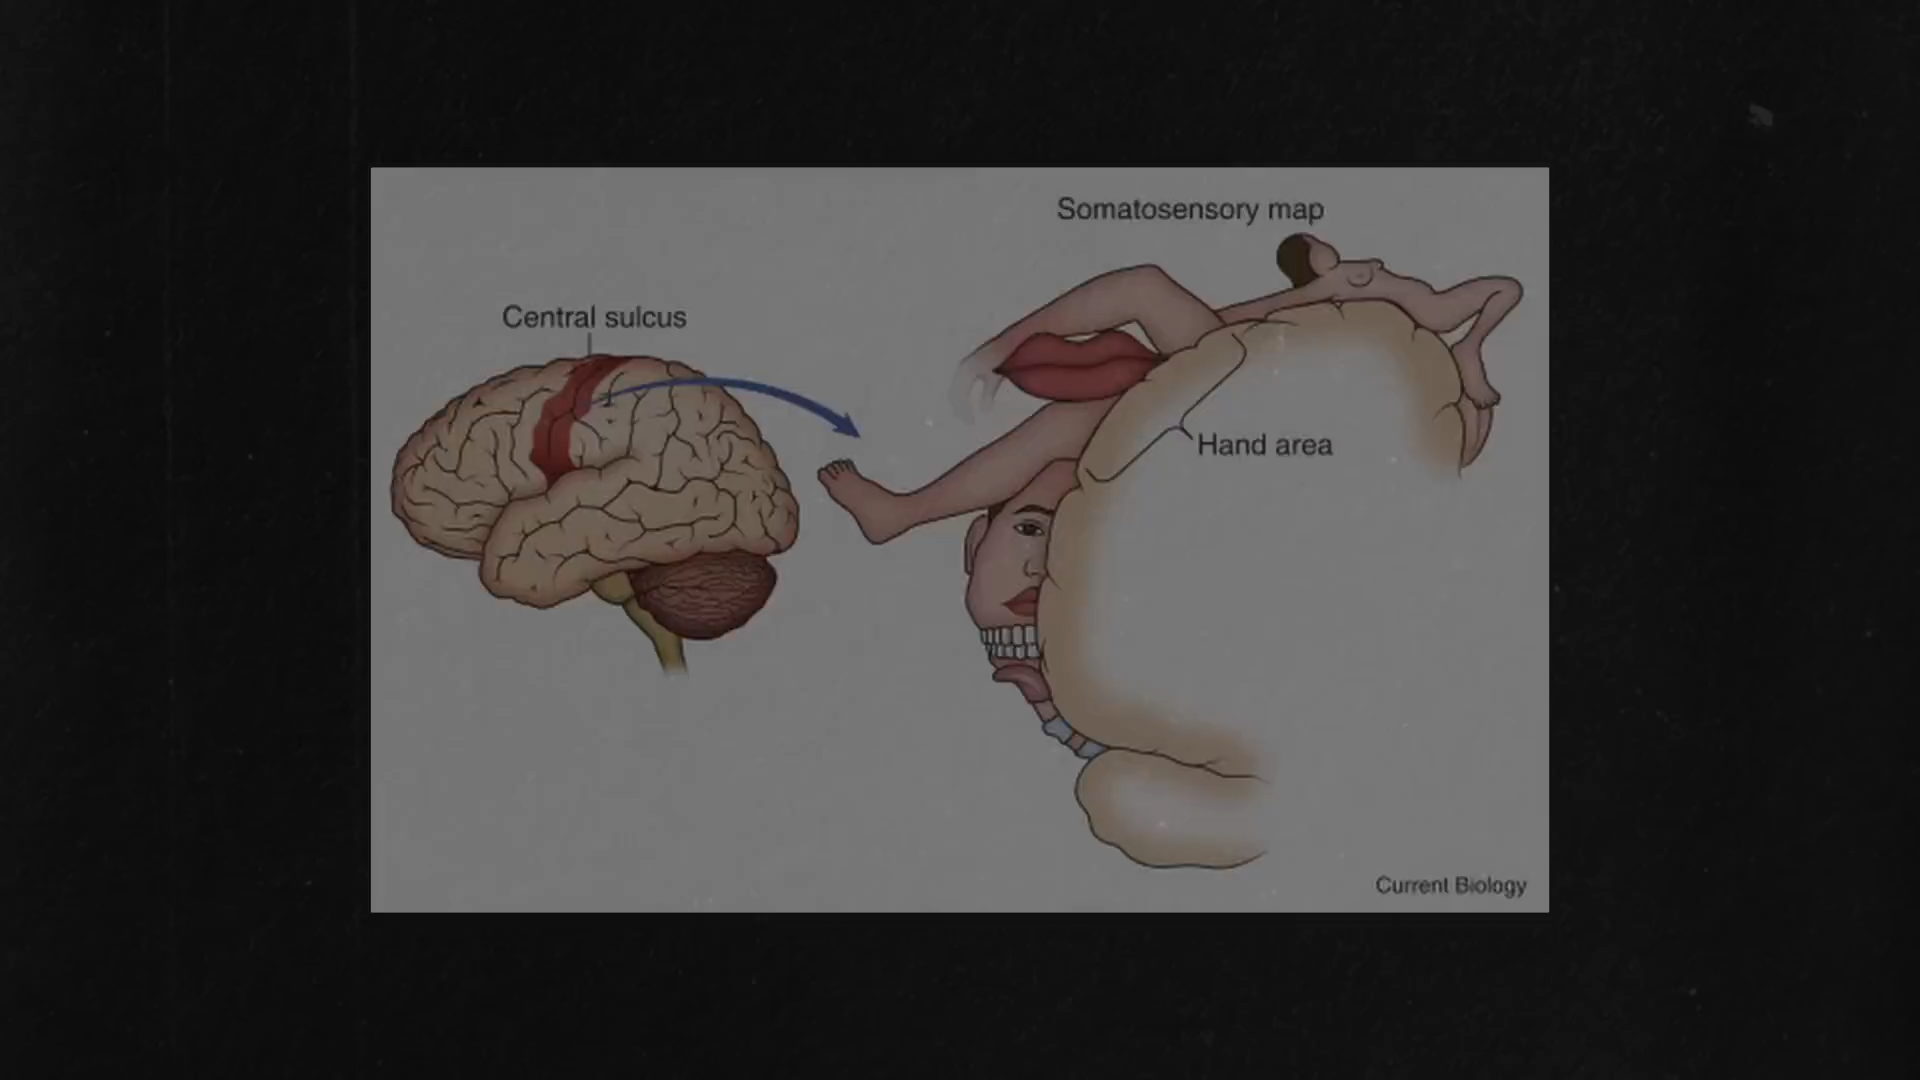 Somatosensory map
Central sulcus
Hand area
Current Biology